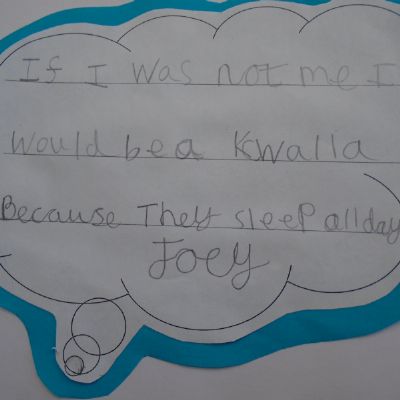 If I was not me I
would be a Kwalla
Because They sleep all day
Joey